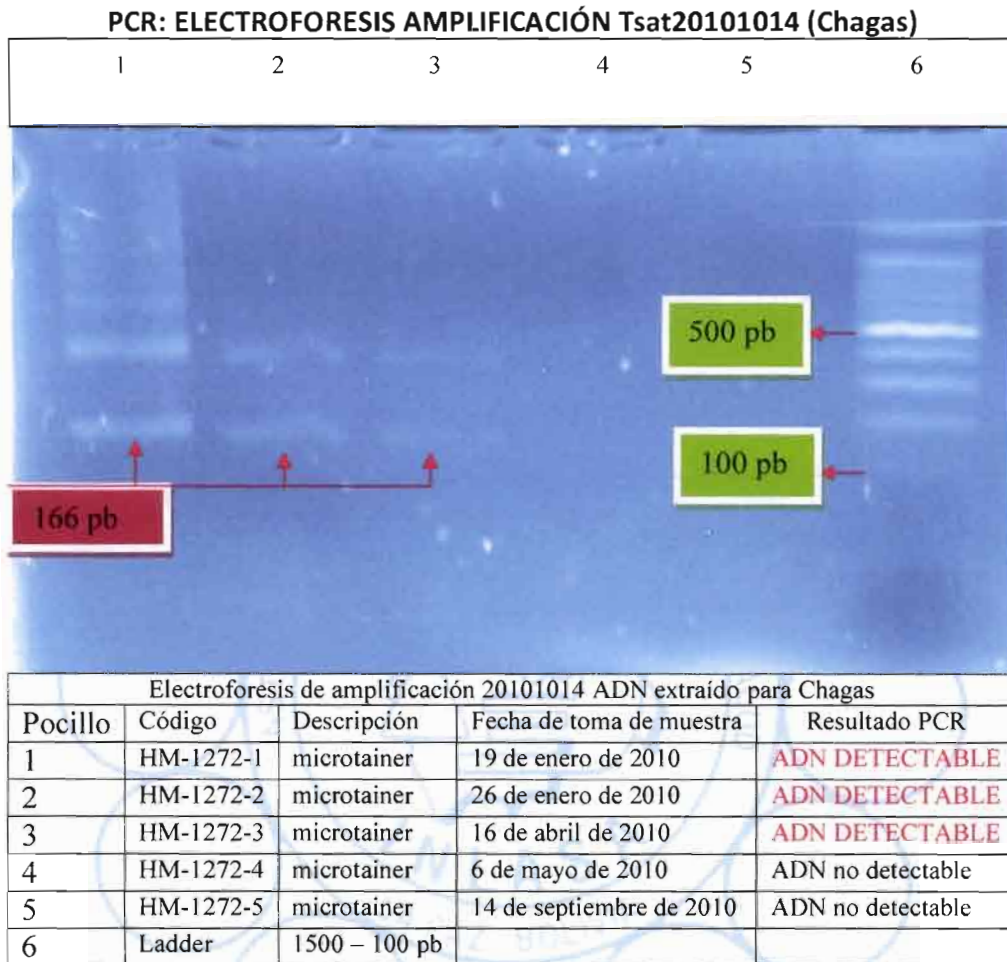 PCR: ELECTROFORESIS AMPLIFICACIÓN Tsat20101014 (Chagas)
1 2 3 4 5 6
500 pb
100 pb
166 pb
Electroforesis de amplificación 20101014 ADN extraído para Chagas
Pocillo Código Descripción Fecha de toma de muestra Resultado PCR
1 HM-1272-1 microtainer 19 de enero de 2010 ADN DETECTABLE
2 HM-1272-2 microtainer 26 de enero de 2010 ADN DETECTABLE
3 HM-1272-3 microtainer 16 de abril de 2010 ADN DETECTABLE
4 HM-1272-4 microtainer 6 de mayo de 2010 ADN no detectable
5 HM-1272-5 microtainer 14 de septiembre de 2010 ADN no detectable
6 Ladder 1500 – 100 pb